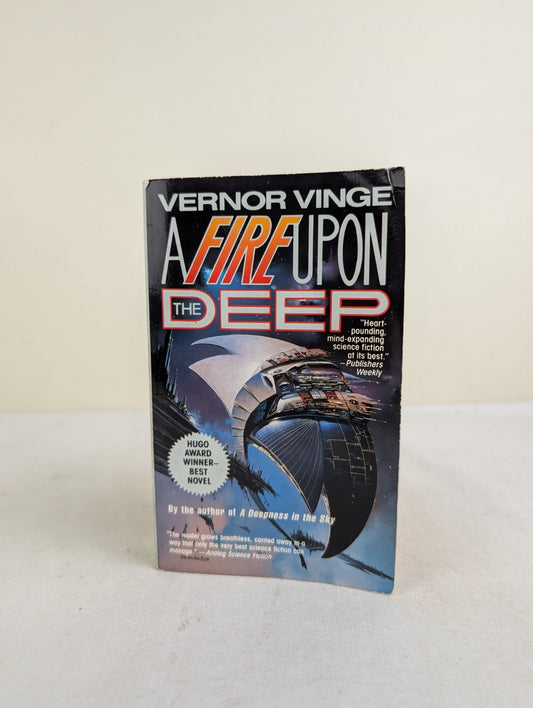 VERNOR VINGE
A FIRE UPON
THE DEEP
"Heart-
pounding,
mind-expanding
science fiction
at its best."
—Publishers
Weekly
HUGO
AWARD
WINNER—
BEST
NOVEL
By the author of A Deepness in the Sky
"The reader grows breathless, carried away in a
way that only the very best science fiction can
manage." —Analog Science Fiction